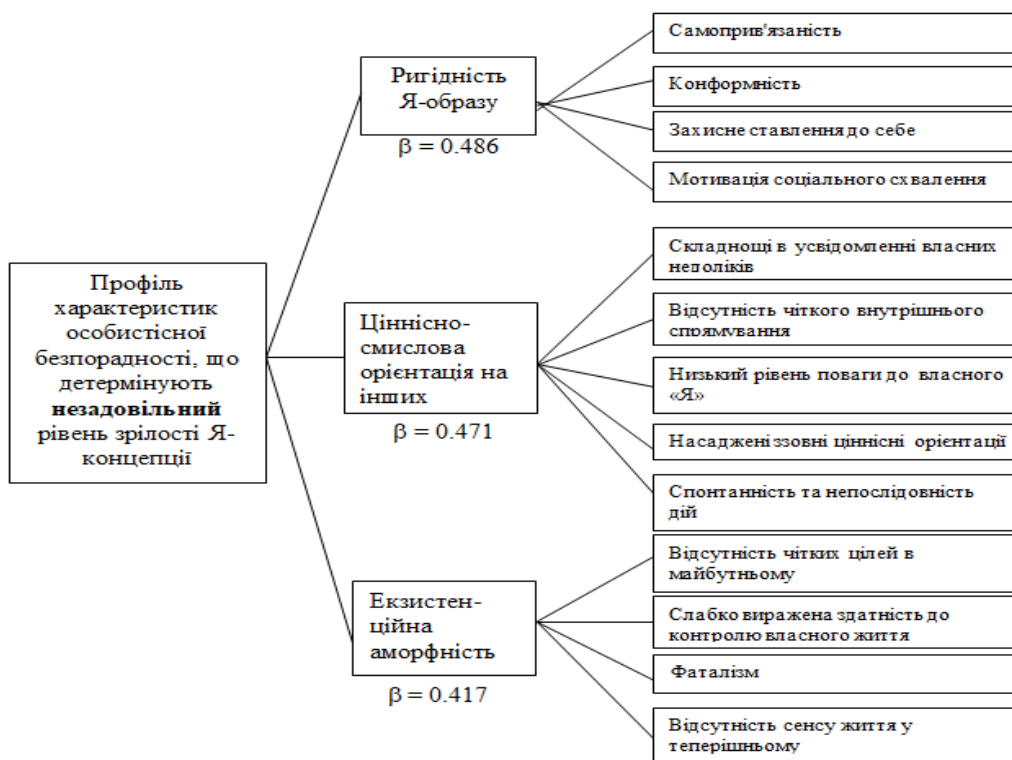 Профіль
характеристик
особистісної
безпорадності, що
детермінують
незадовільний
рівень зрілості Я-
концепції
Ригідність
Я-образу
β = 0.486
Самоприв'язаність
Конформність
Захисне ставлення до себе
Мотивація соціального схвалення
Ціннісно-
смислова
орієнтація на
інших
β = 0.471
Складнощі в усвідомленні власних
недоліків
Відсутність чіткого внутрішнього
спрямування
Низький рівень поваги до власного
«Я»
Насаджені ззовні ціннісні орієнтації
Спонтанність та непослідовність
дій
Екзистен-
ційна
аморфність
β = 0.417
Відсутність чітких цілей в
майбутньому
Слабко виражена здатність до
контролю власного життя
Фаталізм
Відсутність сенсу життя у
теперішньому